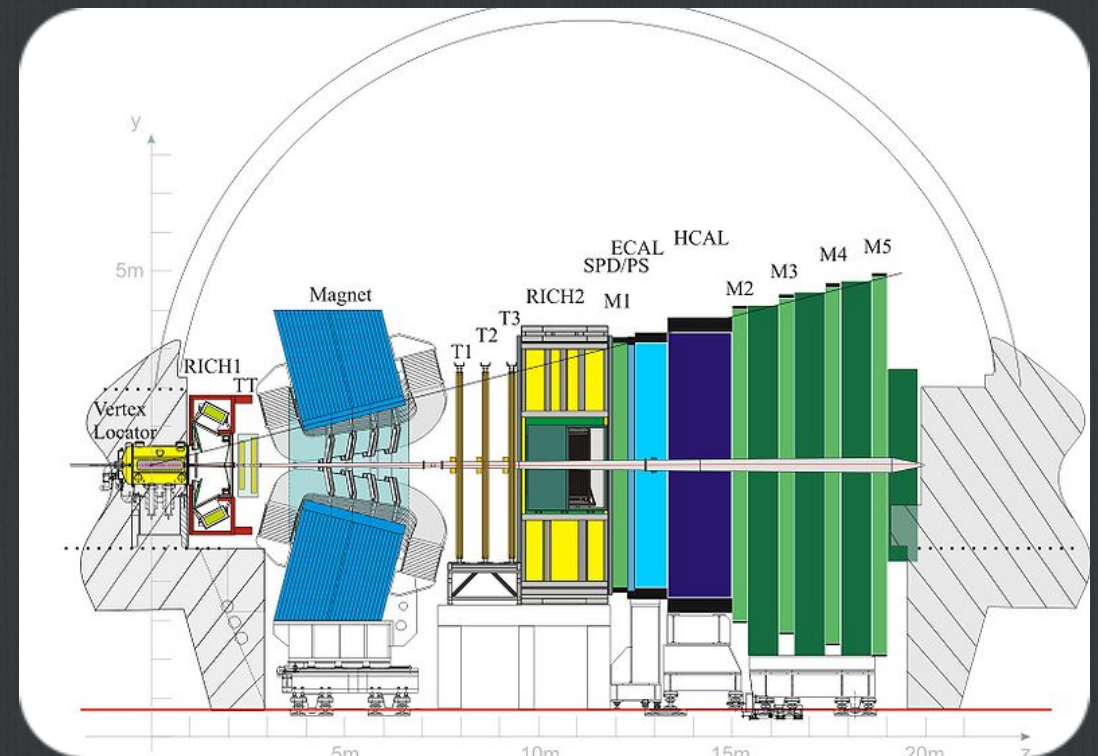 y
5m
Magnet
RICH1
TT
Vertex
Locator
T1
T2
T3
RICH2
M1
SPD/PS
ECAL
HCAL
M2
M3
M4
M5
5m
10m
15m
20m
z